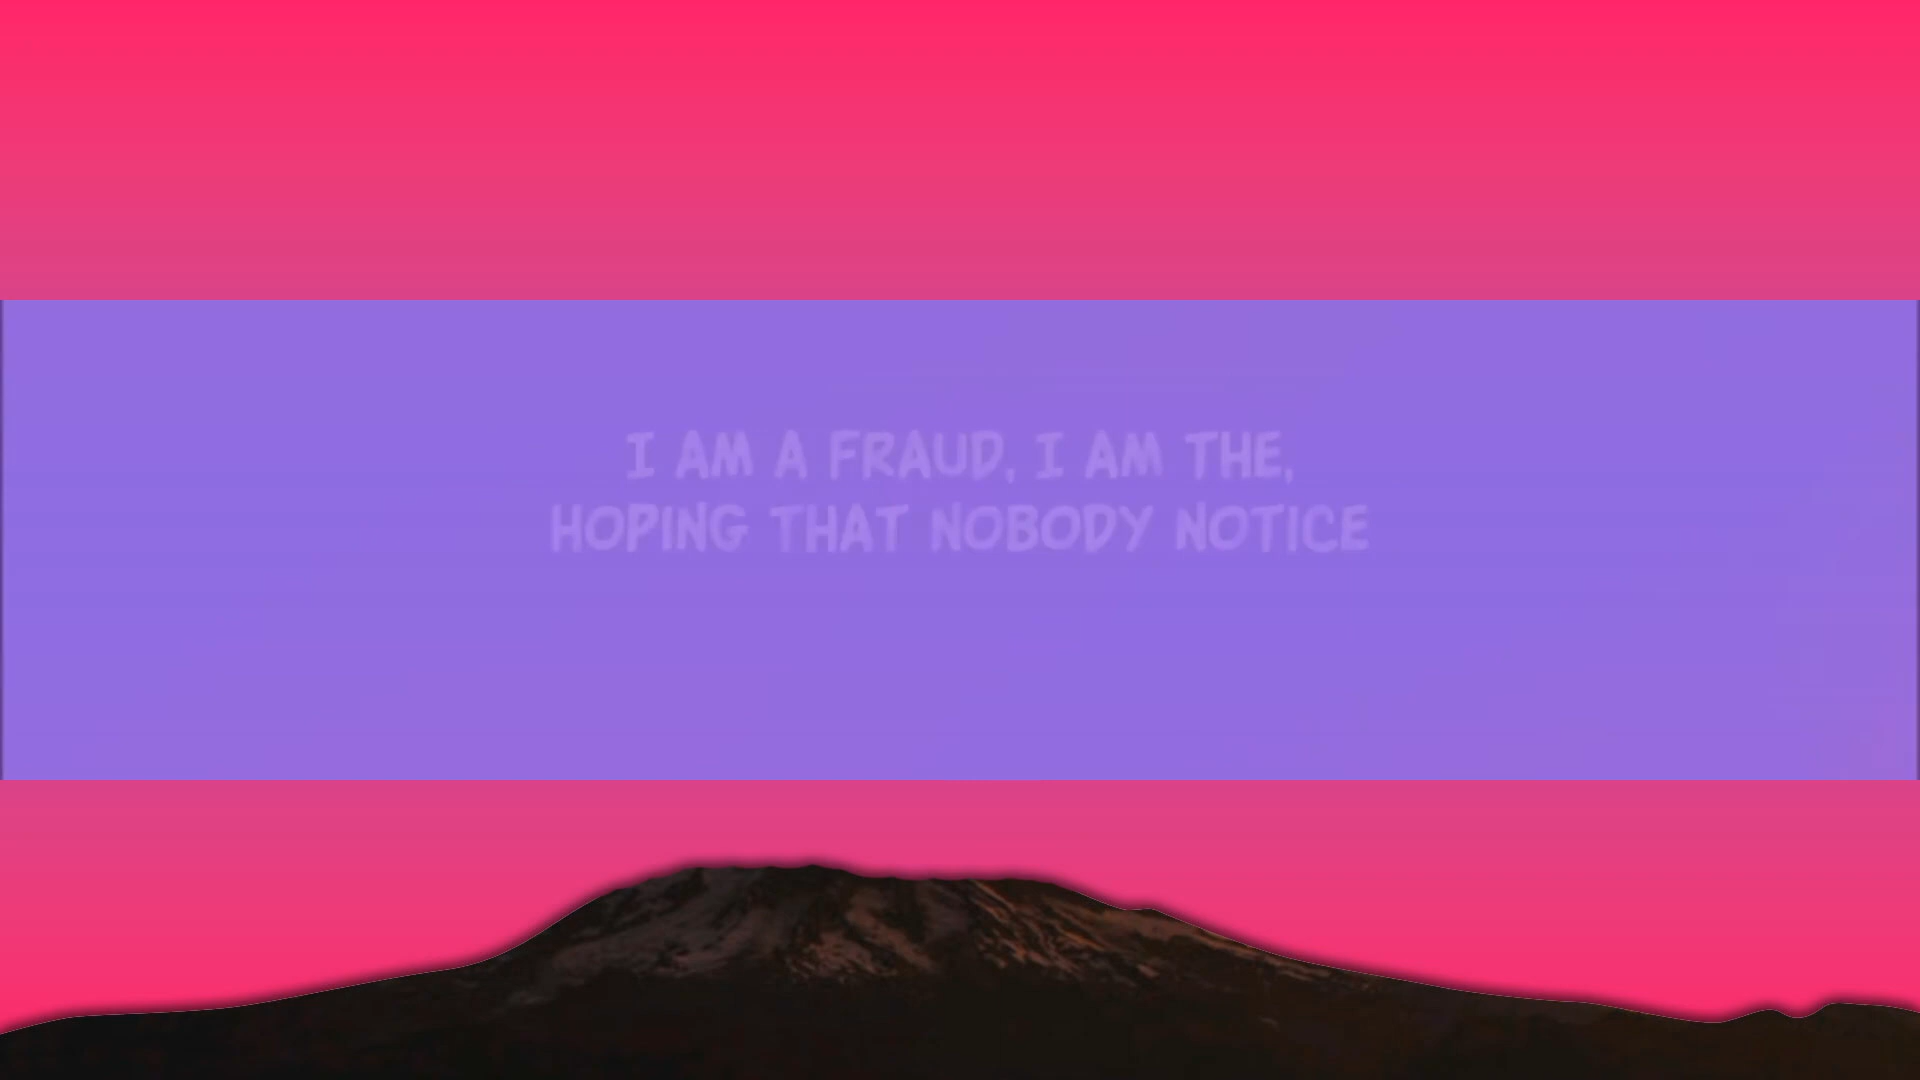 I AM A FRAUD, I AM THE,
HOPING THAT NOBODY NOTICE